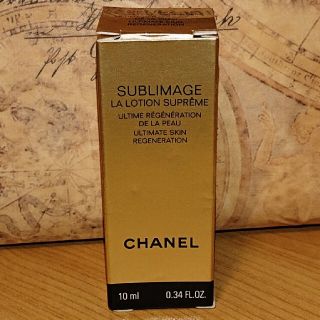 SUBLIMAGE
LA LOTION SUPRÊME
ULTIME RÉGÉNÉRATION
DE LA PEAU
ULTIMATE SKIN
REGENERATION
CHANEL
10 ml 0.34 FL.OZ.